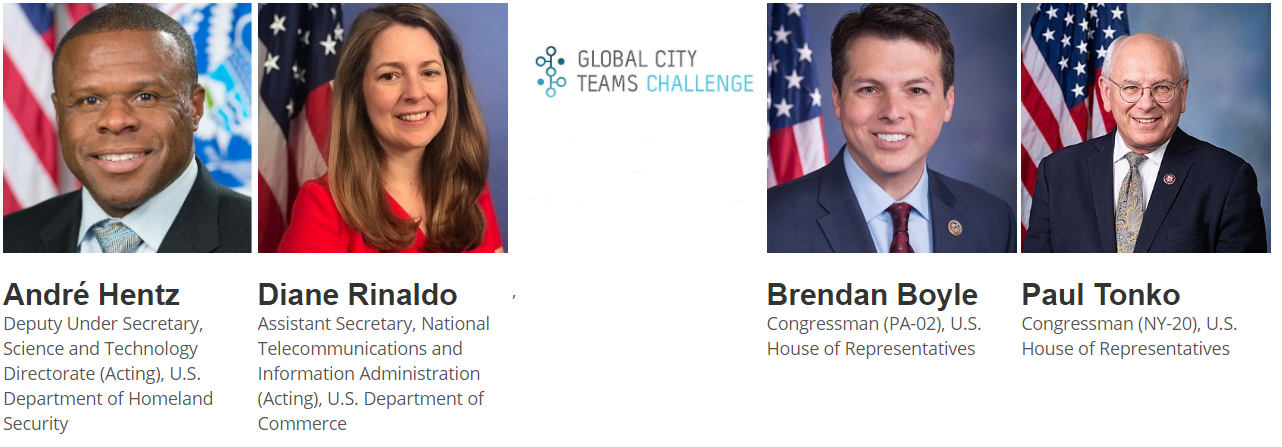 GLOBAL CITY
TEAMS CHALLENGE
André Hentz
Deputy Under Secretary,
Science and Technology
Directorate (Acting), U.S.
Department of Homeland
Security
Diane Rinaldo
Assistant Secretary, National
Telecommunications and
Information Administration
(Acting), U.S. Department of
Commerce
,
Brendan Boyle
Congressman (PA-02), U.S.
House of Representatives
Paul Tonko
Congressman (NY-20), U.S.
House of Representatives